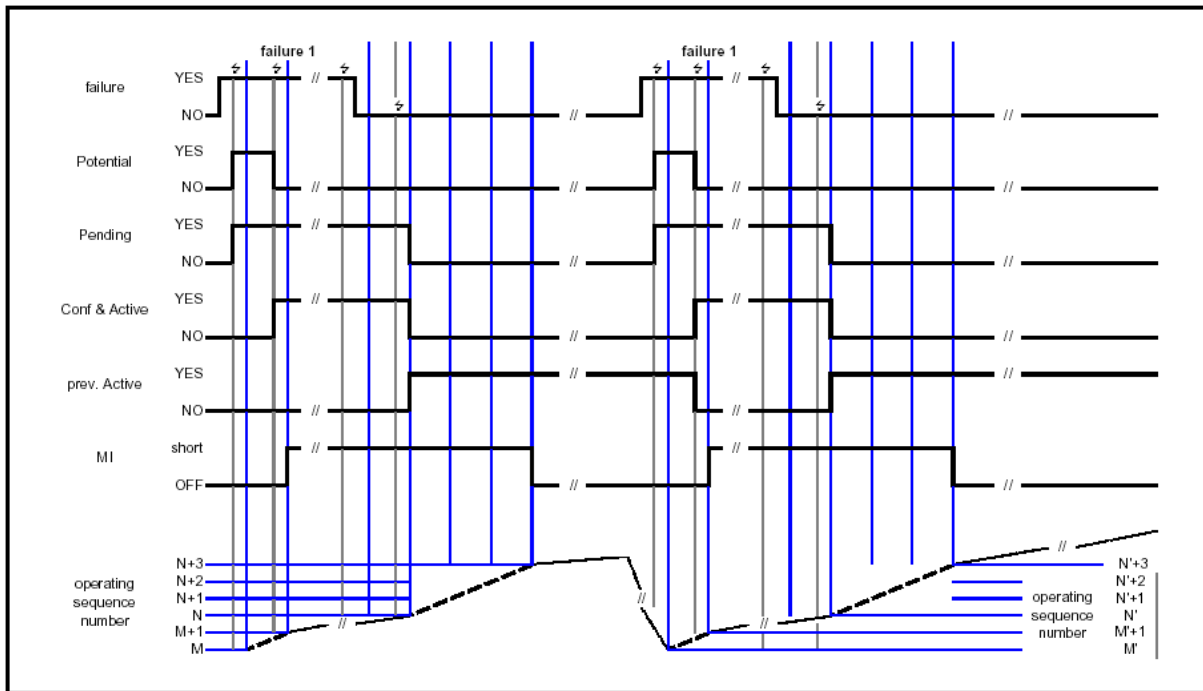 failure 1
failure 1
failure
YES
NO
Potential
YES
NO
Pending
YES
NO
Conf & Active
YES
NO
prev. Active
YES
NO
MI
short
OFF
operating
sequence
number
N+3
N+2
N+1
N
M+1
M
operating
sequence
number
N'+3
N'+2
N'+1
N'
M'+1
M'